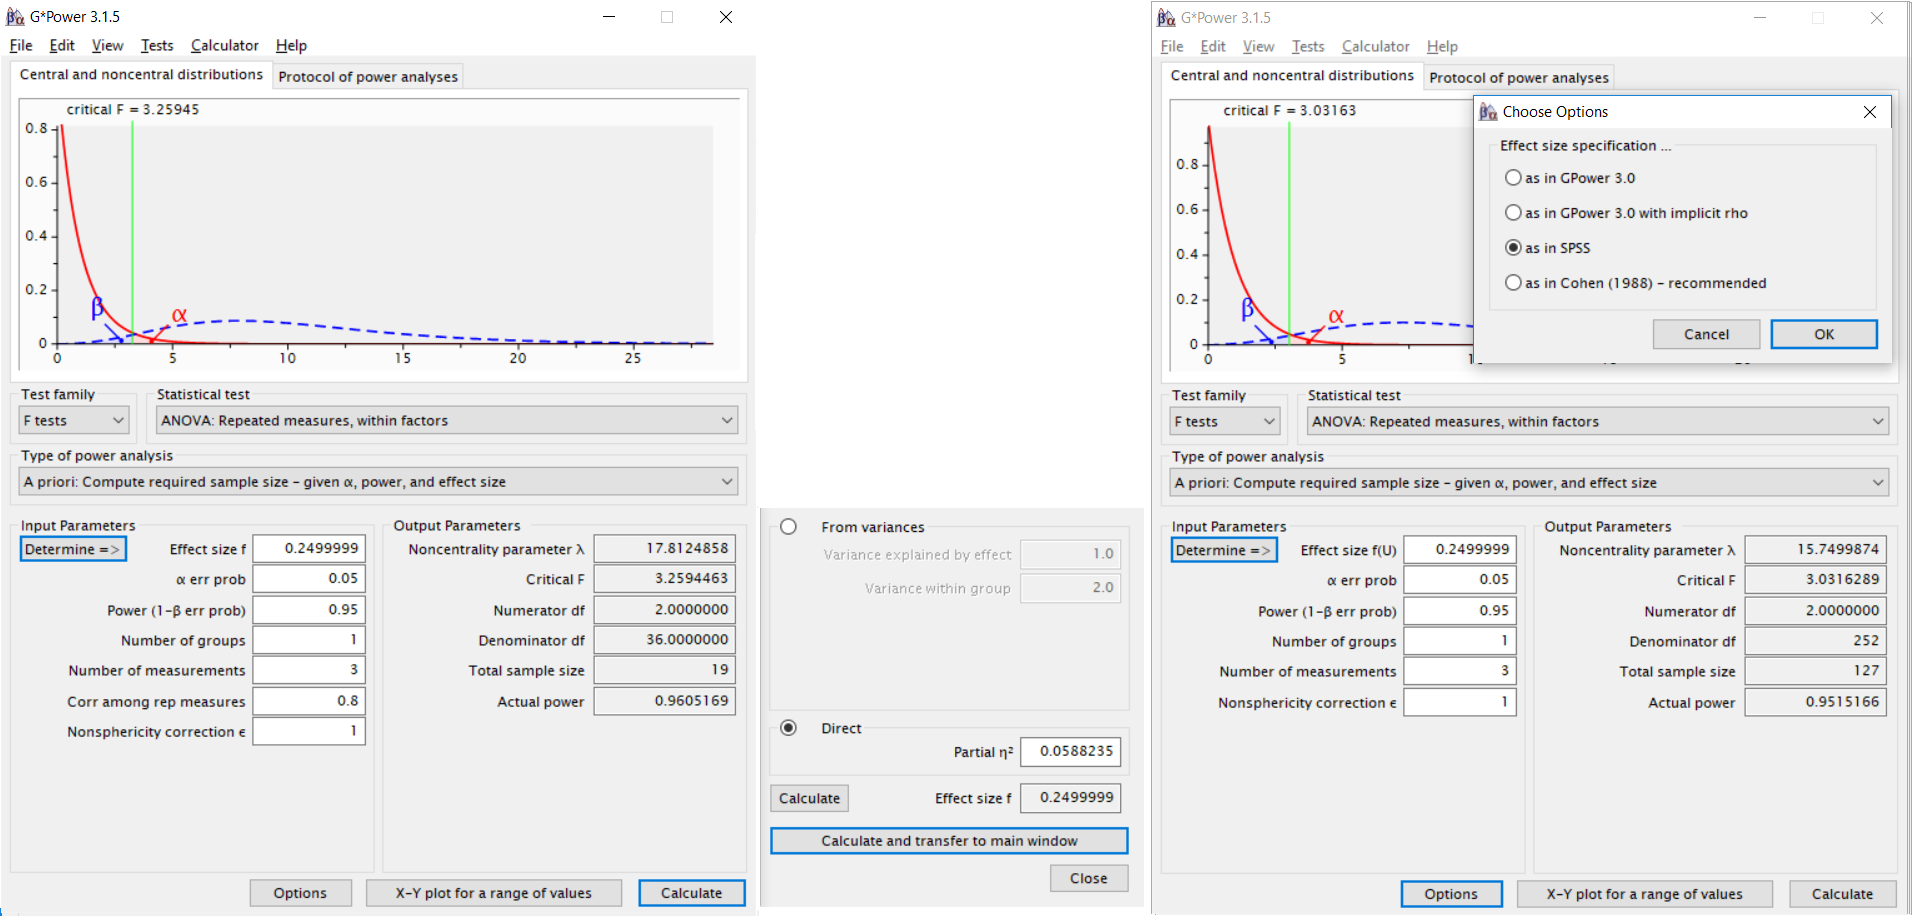 G*Power 3.1.5
File Edit View Tests Calculator Help
Central and noncentral distributions Protocol of power analyses
critical F = 3.25945
0.8
0.6
0.4
0.2
0
β
α
0 5 10 15 20 25
Test family Statistical test
F tests ANOVA: Repeated measures, within factors
Type of power analysis
A priori: Compute required sample size – given α, power, and effect size
Input Parameters Output Parameters
Determine => Effect size f 0.2499999 Noncentrality parameter λ 17.8124858
α err prob 0.05 Critical F 3.2594463
Power (1-β err prob) 0.95 Numerator df 2.0000000
Number of groups 1 Denominator df 36.0000000
Number of measurements 3 Total sample size 19
Corr among rep measures 0.8 Actual power 0.9605169
Nonsphericity correction ϵ 1
Options X-Y plot for a range of values Calculate
From variances
Variance explained by effect 1.0
Variance within group 2.0
Direct
Partial η² 0.0588235
Calculate Effect size f 0.2499999
Calculate and transfer to main window
Close
G*Power 3.1.5
File Edit View Tests Calculator Help
Central and noncentral distributions Protocol of power analyses
critical F = 3.03163
0.8
0.6
0.4
0.2
0
β
α
0 5
Choose Options
Effect size specification ...
as in GPower 3.0
as in GPower 3.0 with implicit rho
as in SPSS
as in Cohen (1988) – recommended
Cancel OK
Test family Statistical test
F tests ANOVA: Repeated measures, within factors
Type of power analysis
A priori: Compute required sample size – given α, power, and effect size
Input Parameters Output Parameters
Determine => Effect size f(U) 0.2499999 Noncentrality parameter λ 15.7499874
α err prob 0.05 Critical F 3.0316289
Power (1-β err prob) 0.95 Numerator df 2.0000000
Number of groups 1 Denominator df 252
Number of measurements 3 Total sample size 127
Nonsphericity correction ϵ 1 Actual power 0.9515166
Options X-Y plot for a range of values Calculate